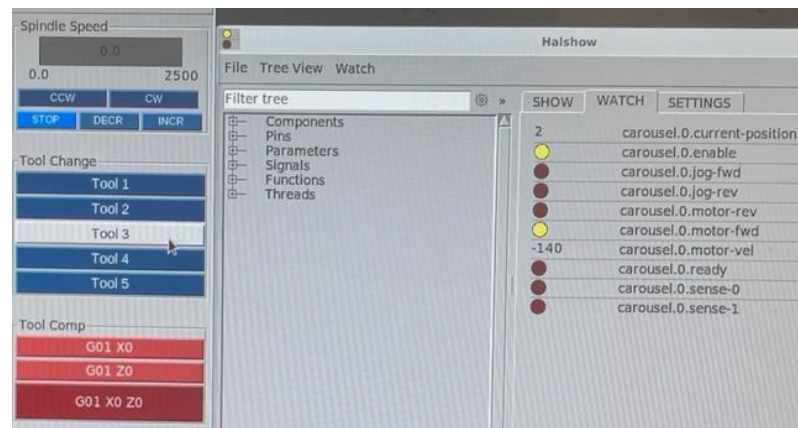 Spindle Speed
0.0
0.0 2500
CCW CW
STOP DECR INCR
Tool Change
Tool 1
Tool 2
Tool 3
Tool 4
Tool 5
Tool Comp
G01 X0
G01 Z0
G01 X0 Z0
Halshow
File Tree View Watch
Filter tree »
Components
Pins
Parameters
Signals
Functions
Threads
SHOW WATCH SETTINGS
2 carousel.0.current-position
carousel.0.enable
carousel.0.jog-fwd
carousel.0.jog-rev
carousel.0.motor-rev
carousel.0.motor-fwd
-140 carousel.0.motor-vel
carousel.0.ready
carousel.0.sense-0
carousel.0.sense-1